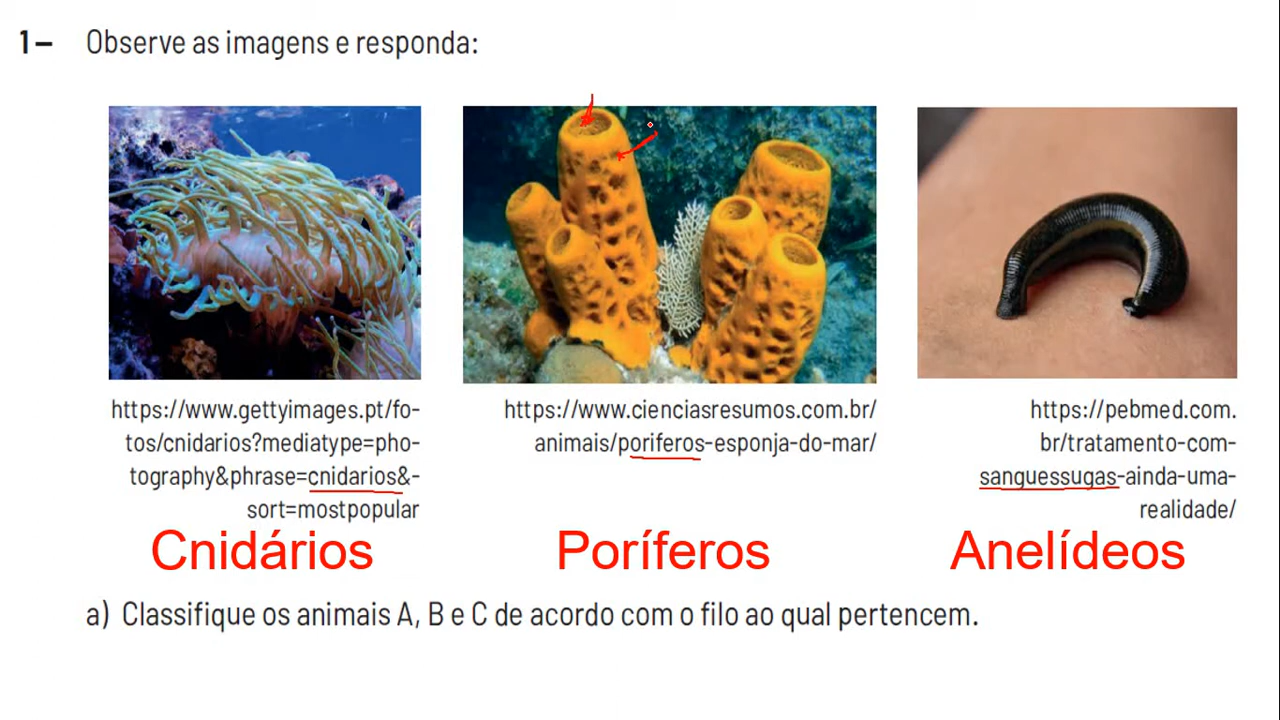 1 – Observe as imagens e responda:
https://www.gettyimages.pt/fo-
tos/cnidarios?mediatype=pho-
tography&phrase=cnidarios&-
sort=mostpopular
Cnidários
https://www.cienciasresumos.com.br/
animais/poriferos-esponja-do-mar/
Poríferos
https://pebmed.com.
br/tratamento-com-
sanguessugas-ainda-uma-
realidade/
Anelídeos
a) Classifique os animais A, B e C de acordo com o filo ao qual pertencem.